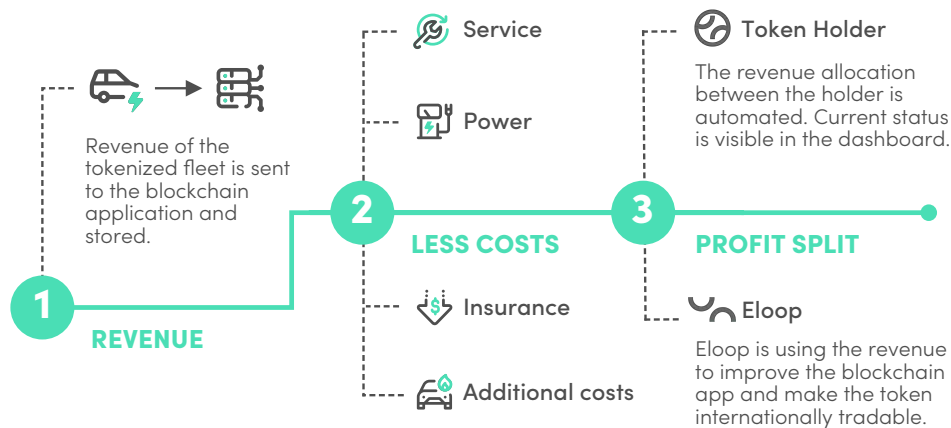 1
REVENUE
Revenue of the
tokenized fleet is sent
to the blockchain
application and
stored.
2
LESS COSTS
Service
Power
$
Insurance
Additional costs
3
PROFIT SPLIT
Token Holder
The revenue allocation
between the holder is
automated. Current status
is visible in the dashboard.
Eloop
Eloop is using the revenue
to improve the blockchain
app and make the token
internationally tradable.